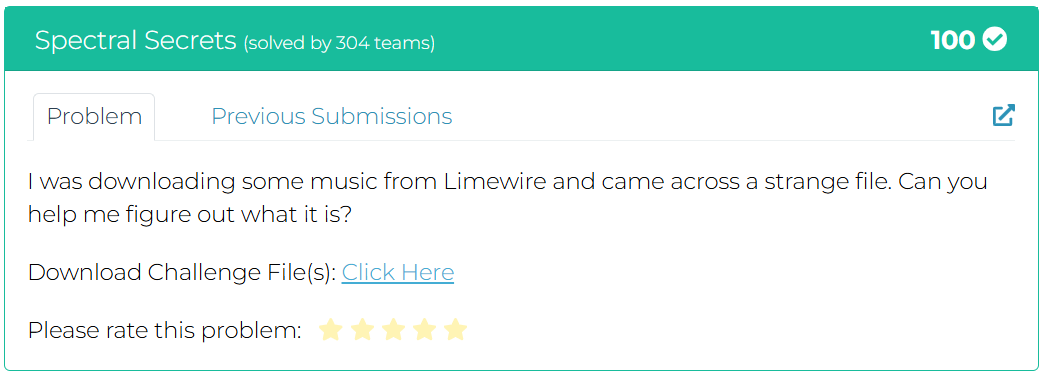 Spectral Secrets (solved by 304 teams) 100
Problem Previous Submissions
I was downloading some music from Limewire and came across a strange file. Can you
help me figure out what it is?
Download Challenge File(s): Click Here
Please rate this problem: